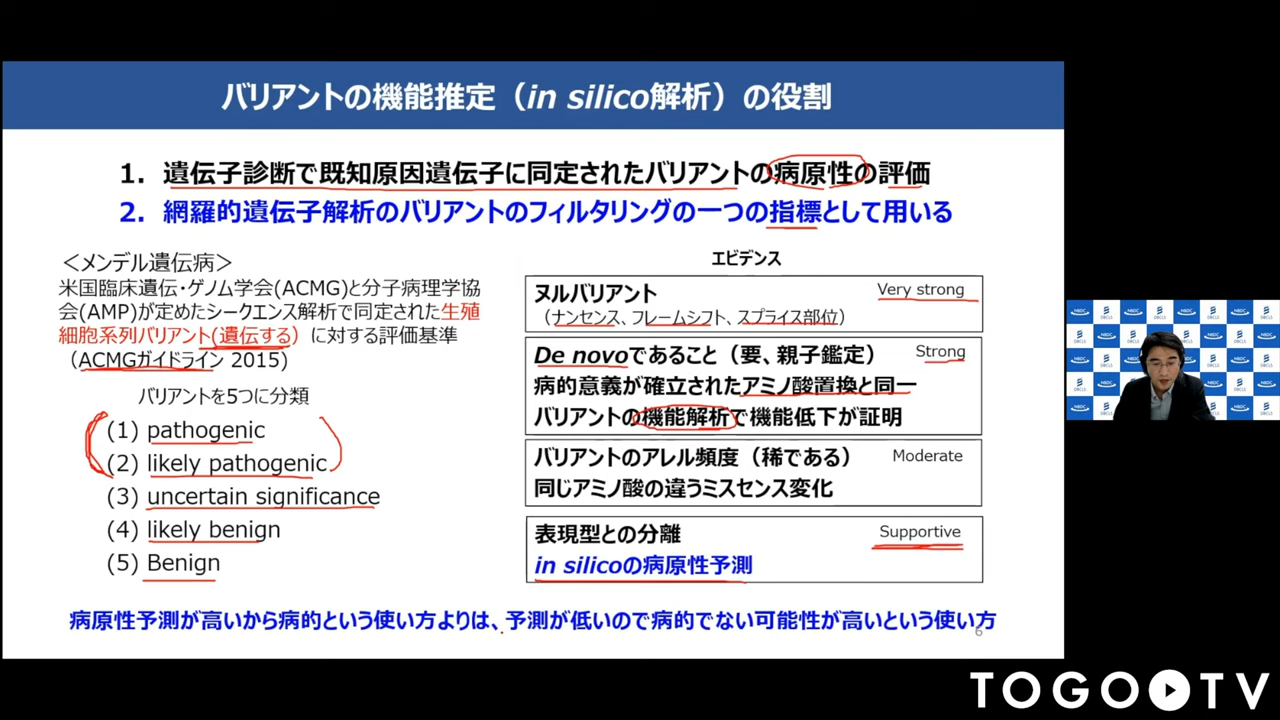 バリアントの機能推定（in silico解析）の役割
1. 遺伝子診断で既知原因遺伝子に同定されたバリアントの病原性の評価
2. 網羅的遺伝子解析のバリアントのフィルタリングの一つの指標として用いる
＜メンデル遺伝病＞
米国臨床遺伝・ゲノム学会(ACMG)と分子病理学協
会(AMP)が定めたシークエンス解析で同定された生殖
細胞系列バリアント(遺伝する）に対する評価基準
（ACMGガイドライン 2015)
バリアントを5つに分類
(1) pathogenic
(2) likely pathogenic
(3) uncertain significance
(4) likely benign
(5) Benign
エビデンス
ヌルバリアント Very strong
（ナンセンス、フレームシフト、スプライス部位）
De novoであること（要、親子鑑定） Strong
病的意義が確立されたアミノ酸置換と同一
バリアントの機能解析で機能低下が証明
バリアントのアレル頻度（稀である） Moderate
同じアミノ酸の違うミスセンス変化
表現型との分離 Supportive
in silicoの病原性予測
病原性予測が高いから病的という使い方よりは、予測が低いので病的でない可能性が高いという使い方
6
NBDC
DBCLS
TOGO TV